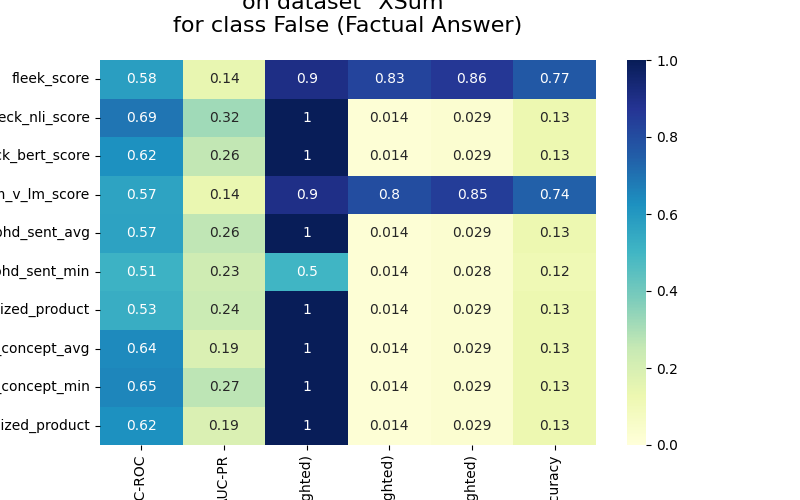 on dataset "XSum"
for class False (Factual Answer)
fleek_score 0.58 0.14 0.9 0.83 0.86 0.77
eck_nli_score 0.69 0.32 1 0.014 0.029 0.13
ck_bert_score 0.62 0.26 1 0.014 0.029 0.13
m_v_lm_score 0.57 0.14 0.9 0.8 0.85 0.74
ohd_sent_avg 0.57 0.26 1 0.014 0.029 0.13
ohd_sent_min 0.51 0.23 0.5 0.014 0.028 0.12
ized_product 0.53 0.24 1 0.014 0.029 0.13
_concept_avg 0.64 0.19 1 0.014 0.029 0.13
_concept_min 0.65 0.27 1 0.014 0.029 0.13
ized_product 0.62 0.19 1 0.014 0.029 0.13
C-ROC
UC-PR
ghted)
ghted)
ghted)
curacy
1.0
0.8
0.6
0.4
0.2
0.0